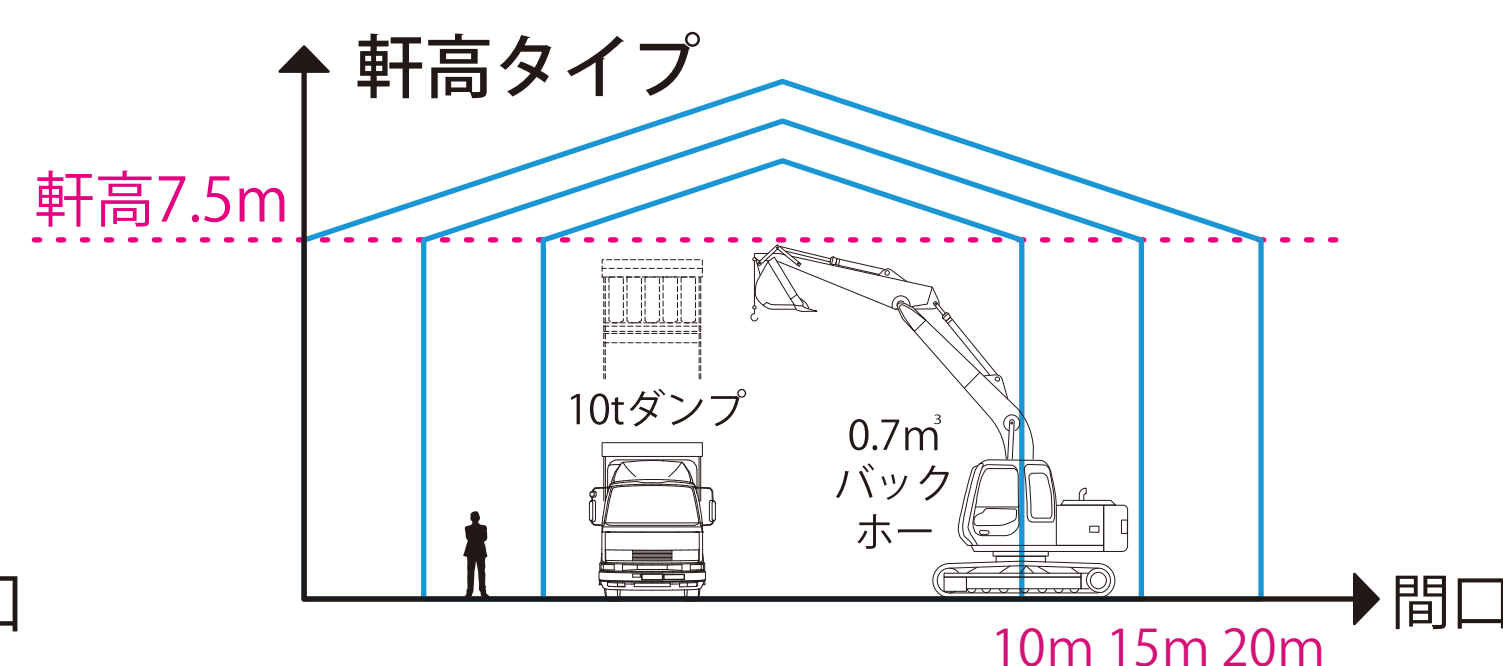 軒高タイプ
軒高7.5m
10tダンプ
0.7m³
バック
ホー
口
間口
10m 15m 20m